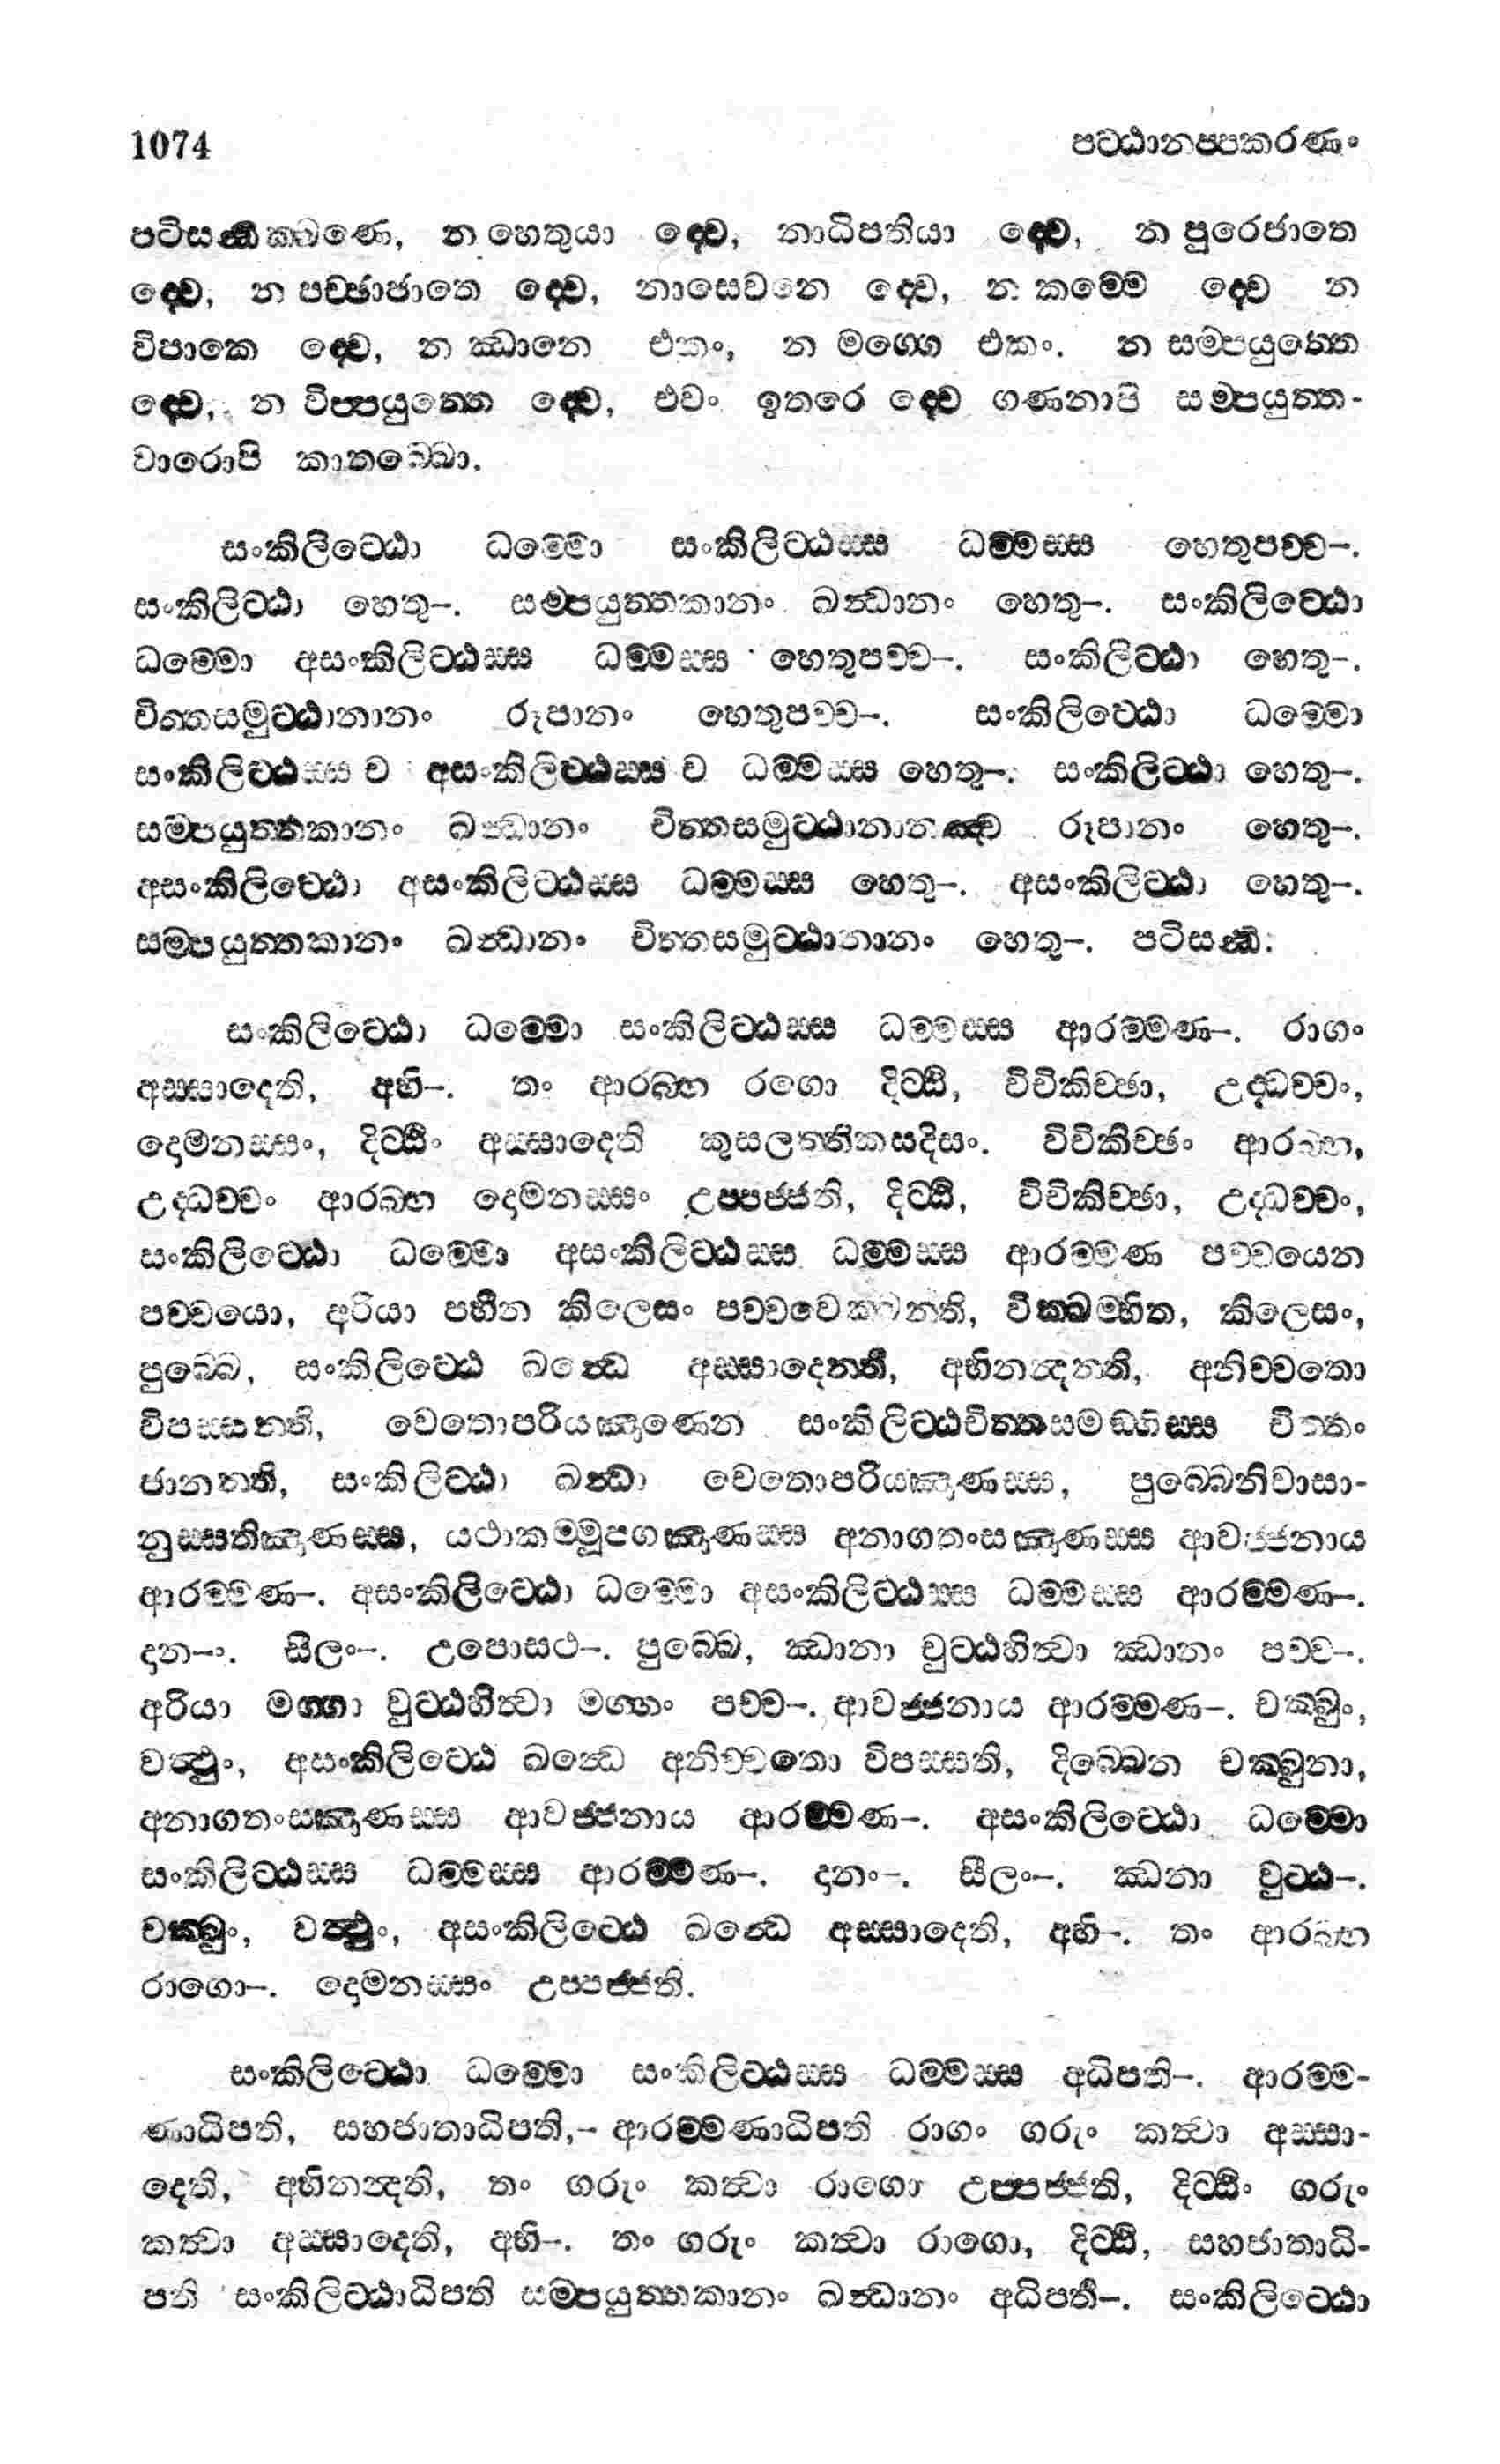 1074 පට්ඨානප්පකරණං
පටිසන්ධික්ඛණෙ, න හෙතුයා ද්වෙ, නාධිපතියා ද්වෙ, න පුරෙජාතෙ
ද්වෙ, න පච්ඡාජාතෙ ද්වෙ, නාසෙවනෙ ද්වෙ, න කම්මෙ ද්වෙ න
විපාකෙ ද්වෙ, න ඣානෙ එකං, න මග්ගෙ එකං. න සම්පයුත්තෙ
ද්වෙ, න විප්පයුත්තෙ ද්වෙ, එවං ඉතරෙ ද්වෙ ගණනාපි සම්පයුත්ත-
වාරොපි කාතබ්බො.
සංකිලිට්ඨො ධම්මො සංකිලිට්ඨස්ස ධම්මස්ස හෙතුපච්ච-.
සංකිලිට්ඨා හෙතු-. සම්පයුත්තකානං ඛන්ධානං හෙතු-. සංකිලිට්ඨො
ධම්මො අසංකිලිට්ඨස්ස ධම්මස්ස හෙතුපච්ච-. සංකිලිට්ඨා හෙතු-.
චිත්තසමුට්ඨානානං රූපානං හෙතුපච්ච-. සංකිලිට්ඨො ධම්මො
සංකිලිට්ඨස්ස ච අසංකිලිට්ඨස්ස ච ධම්මස්ස හෙතු-. සංකිලිට්ඨා හෙතු-.
සම්පයුත්තකානං ඛන්ධානං චිත්තසමුට්ඨානානඤ්ච රූපානං හෙතු-.
අසංකිලිට්ඨො අසංකිලිට්ඨස්ස ධම්මස්ස හෙතු-. අසංකිලිට්ඨා හෙතු-.
සම්පයුත්තකානං ඛන්ධානං චිත්තසමුට්ඨානානං හෙතු-. පටිසන්ධි:
සංකිලිට්ඨො ධම්මො සංකිලිට්ඨස්ස ධම්මස්ස ආරම්මණ-. රාගං
අස්සාදෙති, අභි-. තං ආරබ්භ රගො දිට්ඨි, විචිකිච්ඡා, උද්ධච්චං,
දොමනස්සං, දිට්ඨිං අස්සාදෙති කුසලත්තිකසදිසං. විචිකිච්ඡං ආරබ්භ,
උද්ධච්චං ආරබ්භ දොමනස්සං උප්පජ්ජති, දිට්ඨි, විචිකිච්ඡා, උද්ධච්චං,
සංකිලිට්ඨො ධම්මො අසංකිලිට්ඨස්ස ධම්මස්ස ආරම්මණ පච්චයෙන
පච්චයො, අරියා පහීන කිලෙසං පච්චවෙක්ඛන්ති, වික්ඛම්භිත, කිලෙසං,
පුබ්බෙ, සංකිලිට්ඨෙ ඛන්ධෙ අස්සාදෙන්ති, අභිනන්දන්ති, අනිච්චතො
විපස්සන්ති, චෙතොපරියඤාණෙන සංකිලිට්ඨචිත්තසමඞ්ගිස්ස චිත්තං
ජානන්ති, සංකිලිට්ඨා ඛන්ධා චෙතොපරියඤාණස්ස, පුබ්බෙනිවාසා-
නුස්සතිඤාණස්ස, යථාකම්මූපගඤාණස්ස අනාගතංසඤාණස්ස ආවජ්ජනාය
ආරම්මණ-. අසංකිලිට්ඨො ධම්මො අසංකිලිට්ඨස්ස ධම්මස්ස ආරම්මණ-.
දාන-ං. සීලං-. උපොසථ-. පුබ්බෙ, ඣානා වුට්ඨහිත්වා ඣානං පච්ච-.
අරියා මග්ගා වුට්ඨහිත්වා මග්ගං පච්ච-. ආවජ්ජනාය ආරම්මණ-. චක්ඛුං,
වත්ථුං, අසංකිලිට්ඨෙ ඛන්ධෙ අනිච්චතො විපස්සති, දිබ්බෙන චක්ඛුනා,
අනාගතංසඤාණස්ස ආවජ්ජනාය ආරම්මණ-. අසංකිලිට්ඨො ධම්මො
සංකිලිට්ඨස්ස ධම්මස්ස ආරම්මණ-. දානං-. සීලං-. ඣනා වුට්ඨ-.
චක්ඛුං, වත්ථුං, අසංකිලිට්ඨෙ ඛන්ධෙ අස්සාදෙති, අභි-. තං ආරබ්භ
රාගො-. දොමනස්සං උප්පජ්ජති.
සංකිලිට්ඨො ධම්මො සංකිලිට්ඨස්ස ධම්මස්ස අධිපති-. ආරම්ම-
ණාධිපති, සහජාතාධිපති,- ආරම්මණාධිපති රාගං ගරුං කත්වා අස්සා-
දෙති, අභිනන්දති, තං ගරුං කත්වා රාගො උප්පජ්ජති, දිට්ඨිං ගරුං
කත්වා අස්සාදෙති, අභි-. තං ගරුං කත්වා රාගො, දිට්ඨි, සහජාතාධි-
පති සංකිලිට්ඨාධිපති සම්පයුත්තකානං ඛන්ධානං අධිපති-. සංකිලිට්ඨො